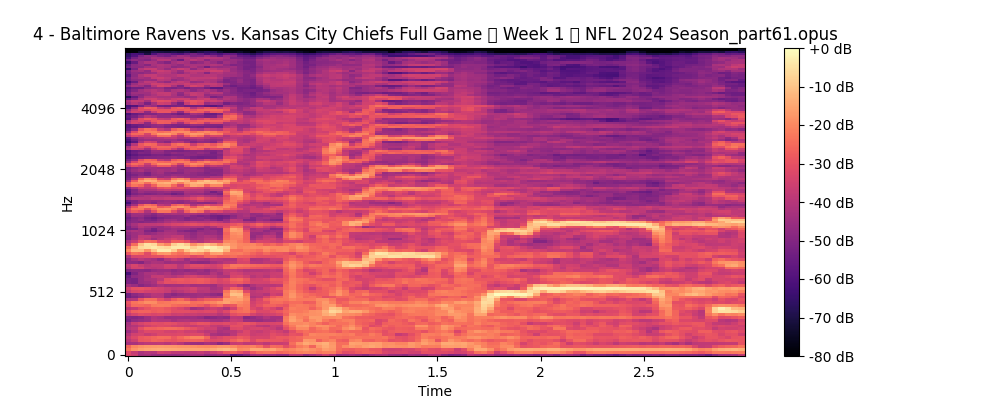 4 - Baltimore Ravens vs. Kansas City Chiefs Full Game Week 1 NFL 2024 Season_part61.opus
+0 dB
-10 dB
-20 dB
-30 dB
-40 dB
-50 dB
-60 dB
-70 dB
-80 dB
Hz
4096
2048
1024
512
0
0
0.5
1
1.5
2
2.5
Time